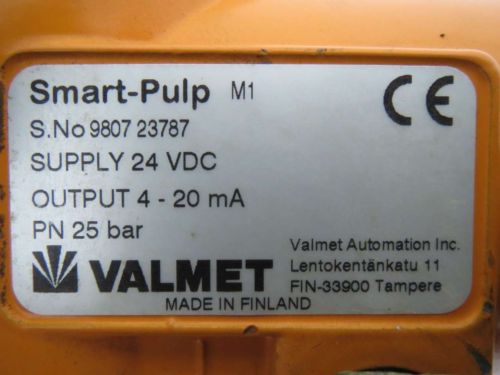 Smart-Pulp M1
CE
S.No 9807 23787
SUPPLY 24 VDC
OUTPUT 4 - 20 mA
PN 25 bar
VALMET
MADE IN FINLAND
Valmet Automation Inc.
Lentokentänkatu 11
FIN-33900 Tampere